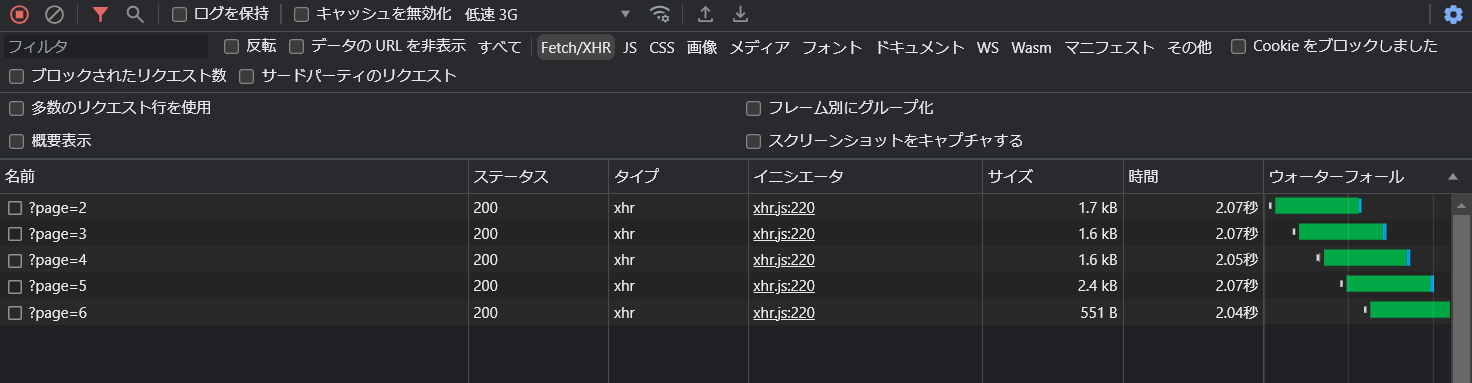 ログを保持 キャッシュを無効化 低速 3G
フィルタ 反転 データの URL を非表示 すべて Fetch/XHR JS CSS 画像 メディア フォント ドキュメント WS Wasm マニフェスト その他 Cookie をブロックしました
ブロックされたリクエスト数 サードパーティのリクエスト
多数のリクエスト行を使用 フレーム別にグループ化
概要表示 スクリーンショットをキャプチャする
名前 ステータス タイプ イニシエータ サイズ 時間 ウォーターフォール
?page=2 200 xhr xhr.js:220 1.7 kB 2.07秒
?page=3 200 xhr xhr.js:220 1.6 kB 2.07秒
?page=4 200 xhr xhr.js:220 1.6 kB 2.05秒
?page=5 200 xhr xhr.js:220 2.4 kB 2.07秒
?page=6 200 xhr xhr.js:220 551 B 2.04秒